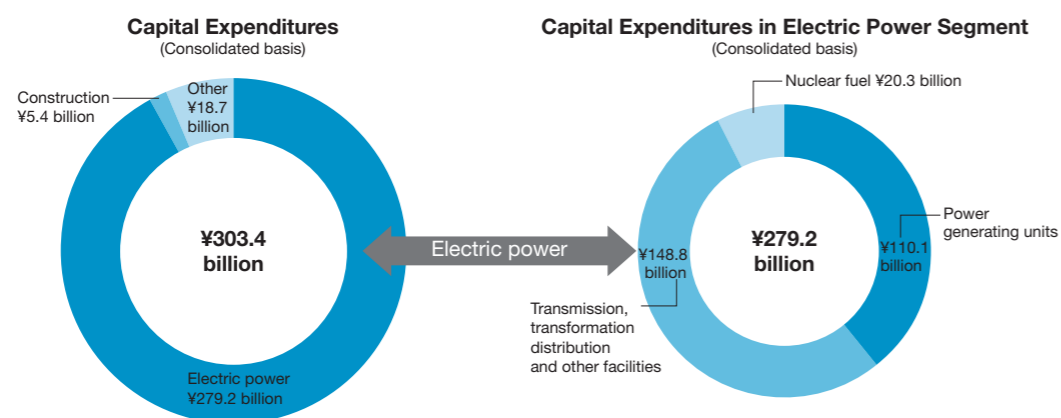 Capital Expenditures
(Consolidated basis)
Construction
¥5.4 billion
Other
¥18.7
billion
¥303.4
billion
Electric power
¥279.2 billion
Electric power
Capital Expenditures in Electric Power Segment
(Consolidated basis)
Nuclear fuel ¥20.3 billion
Power
generating units
¥110.1
billion
¥279.2
billion
¥148.8
billion
Transmission,
transformation
distribution
and other facilities